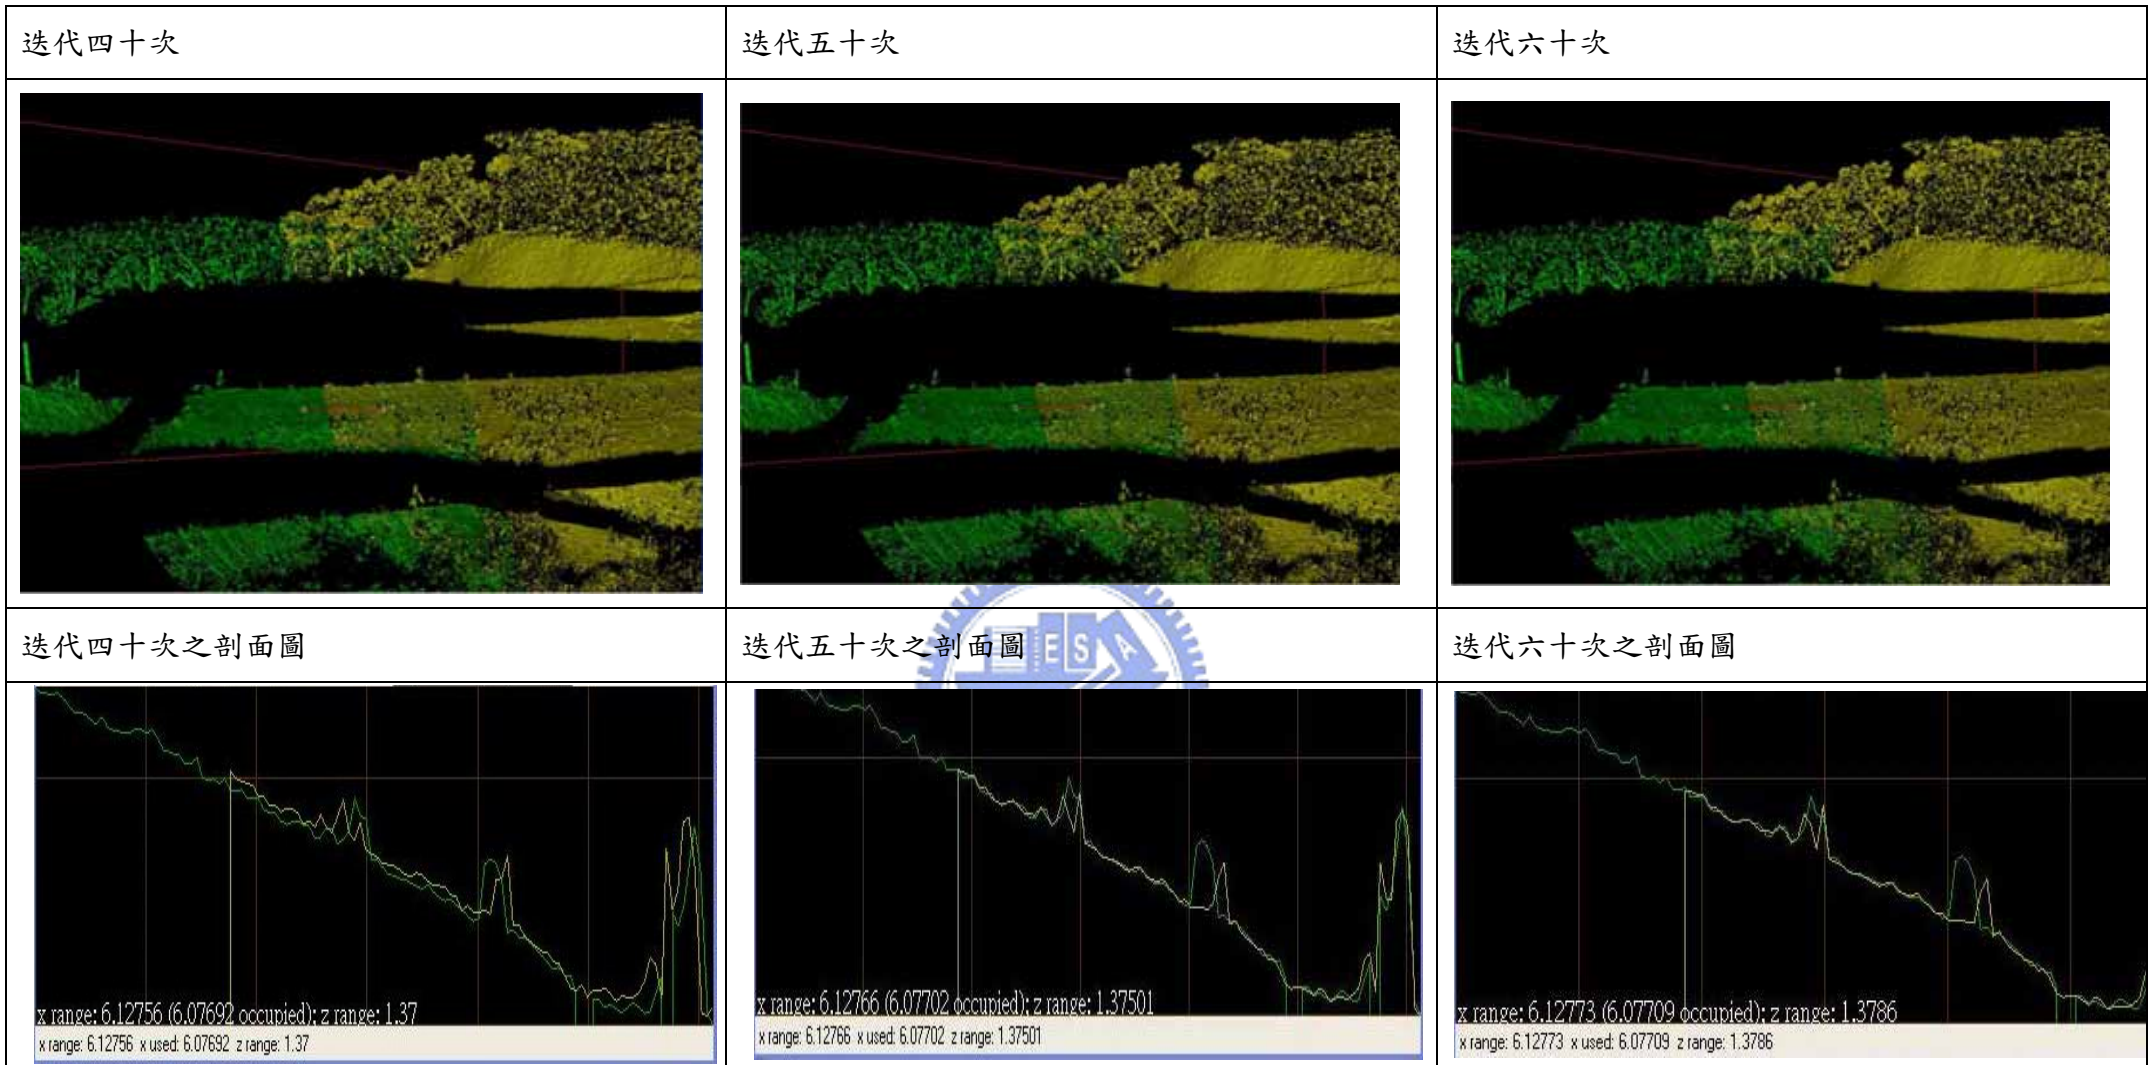 迭代四十次
迭代五十次
迭代六十次
迭代四十次之剖面圖
迭代五十次之剖面圖
迭代六十次之剖面圖
ESA
x range: 6.12756 (6.07692 occupied); z range: 1.37
x range: 6.12756 x used: 6.07692 z range: 1.37
x range: 6.12766 (6.07702 occupied); z range: 1.37501
x range: 6.12766 x used: 6.07702 z range: 1.37501
x range: 6.12773 (6.07709 occupied); z range: 1.3786
x range: 6.12773 x used: 6.07709 z range: 1.3786